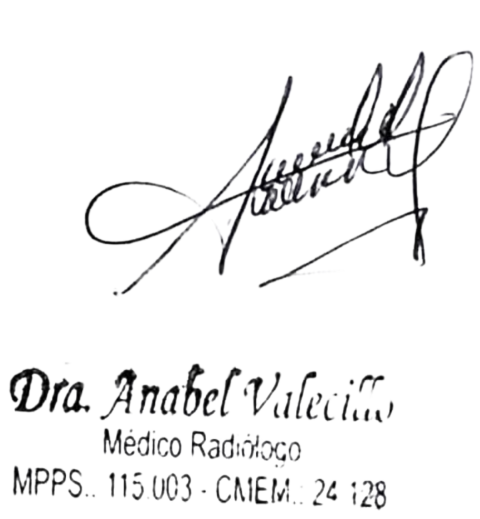 Dra. Anabel Valecillo
Médico Radiólogo
MPPS.. 115.003 - CMEM.: 24 128